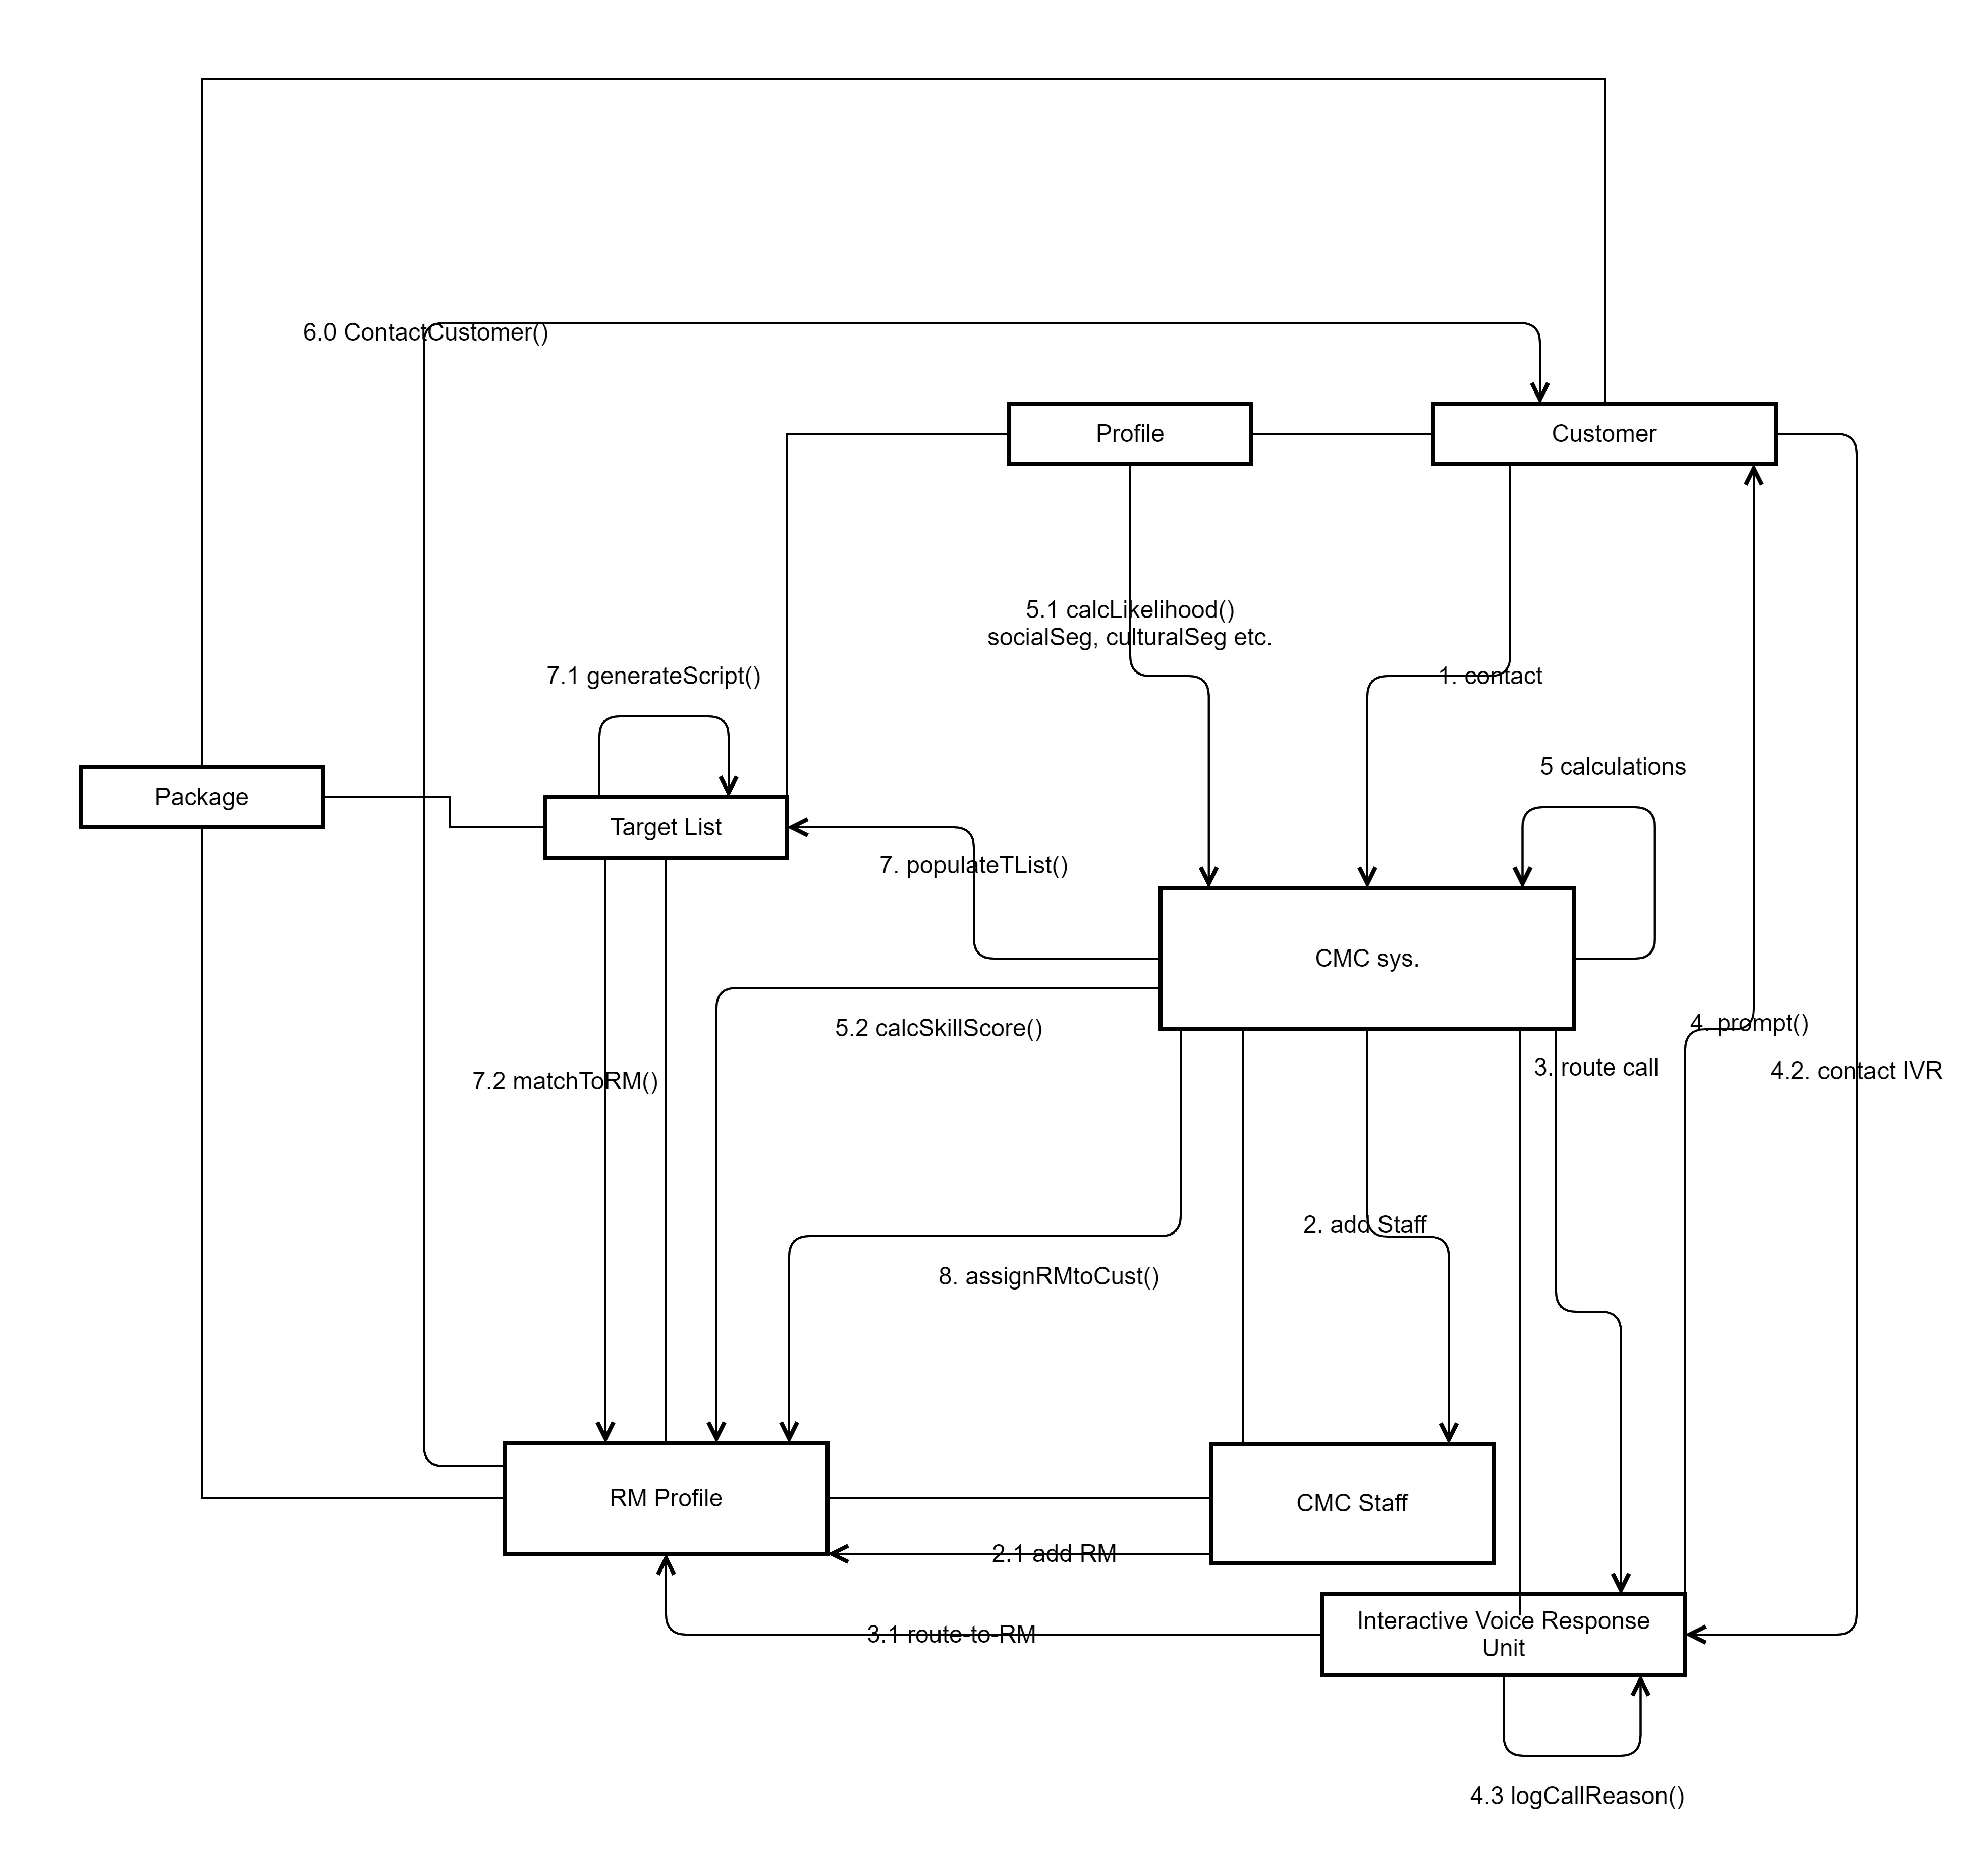 6.0 ContactCustomer()
Profile
Customer
5.1 calcLikelihood()
socialSeg, culturalSeg etc.
7.1 generateScript()
1. contact
5 calculations
Package
Target List
7. populateTList()
CMC sys.
5.2 calcSkillScore()
4. prompt()
3. route call
4.2. contact IVR
7.2 matchToRM()
2. add Staff
8. assignRMtoCust()
RM Profile
CMC Staff
2.1 add RM
3.1 route-to-RM
Interactive Voice Response
Unit
4.3 logCallReason()